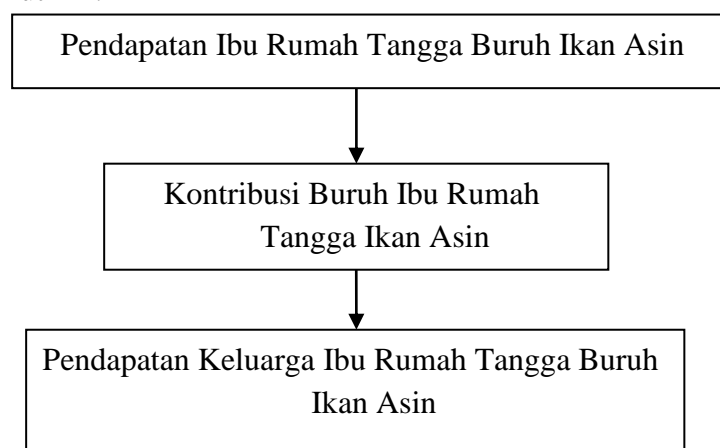 Pendapatan Ibu Rumah Tangga Buruh Ikan Asin
Kontribusi Buruh Ibu Rumah
Tangga Ikan Asin
Pendapatan Keluarga Ibu Rumah Tangga Buruh
Ikan Asin